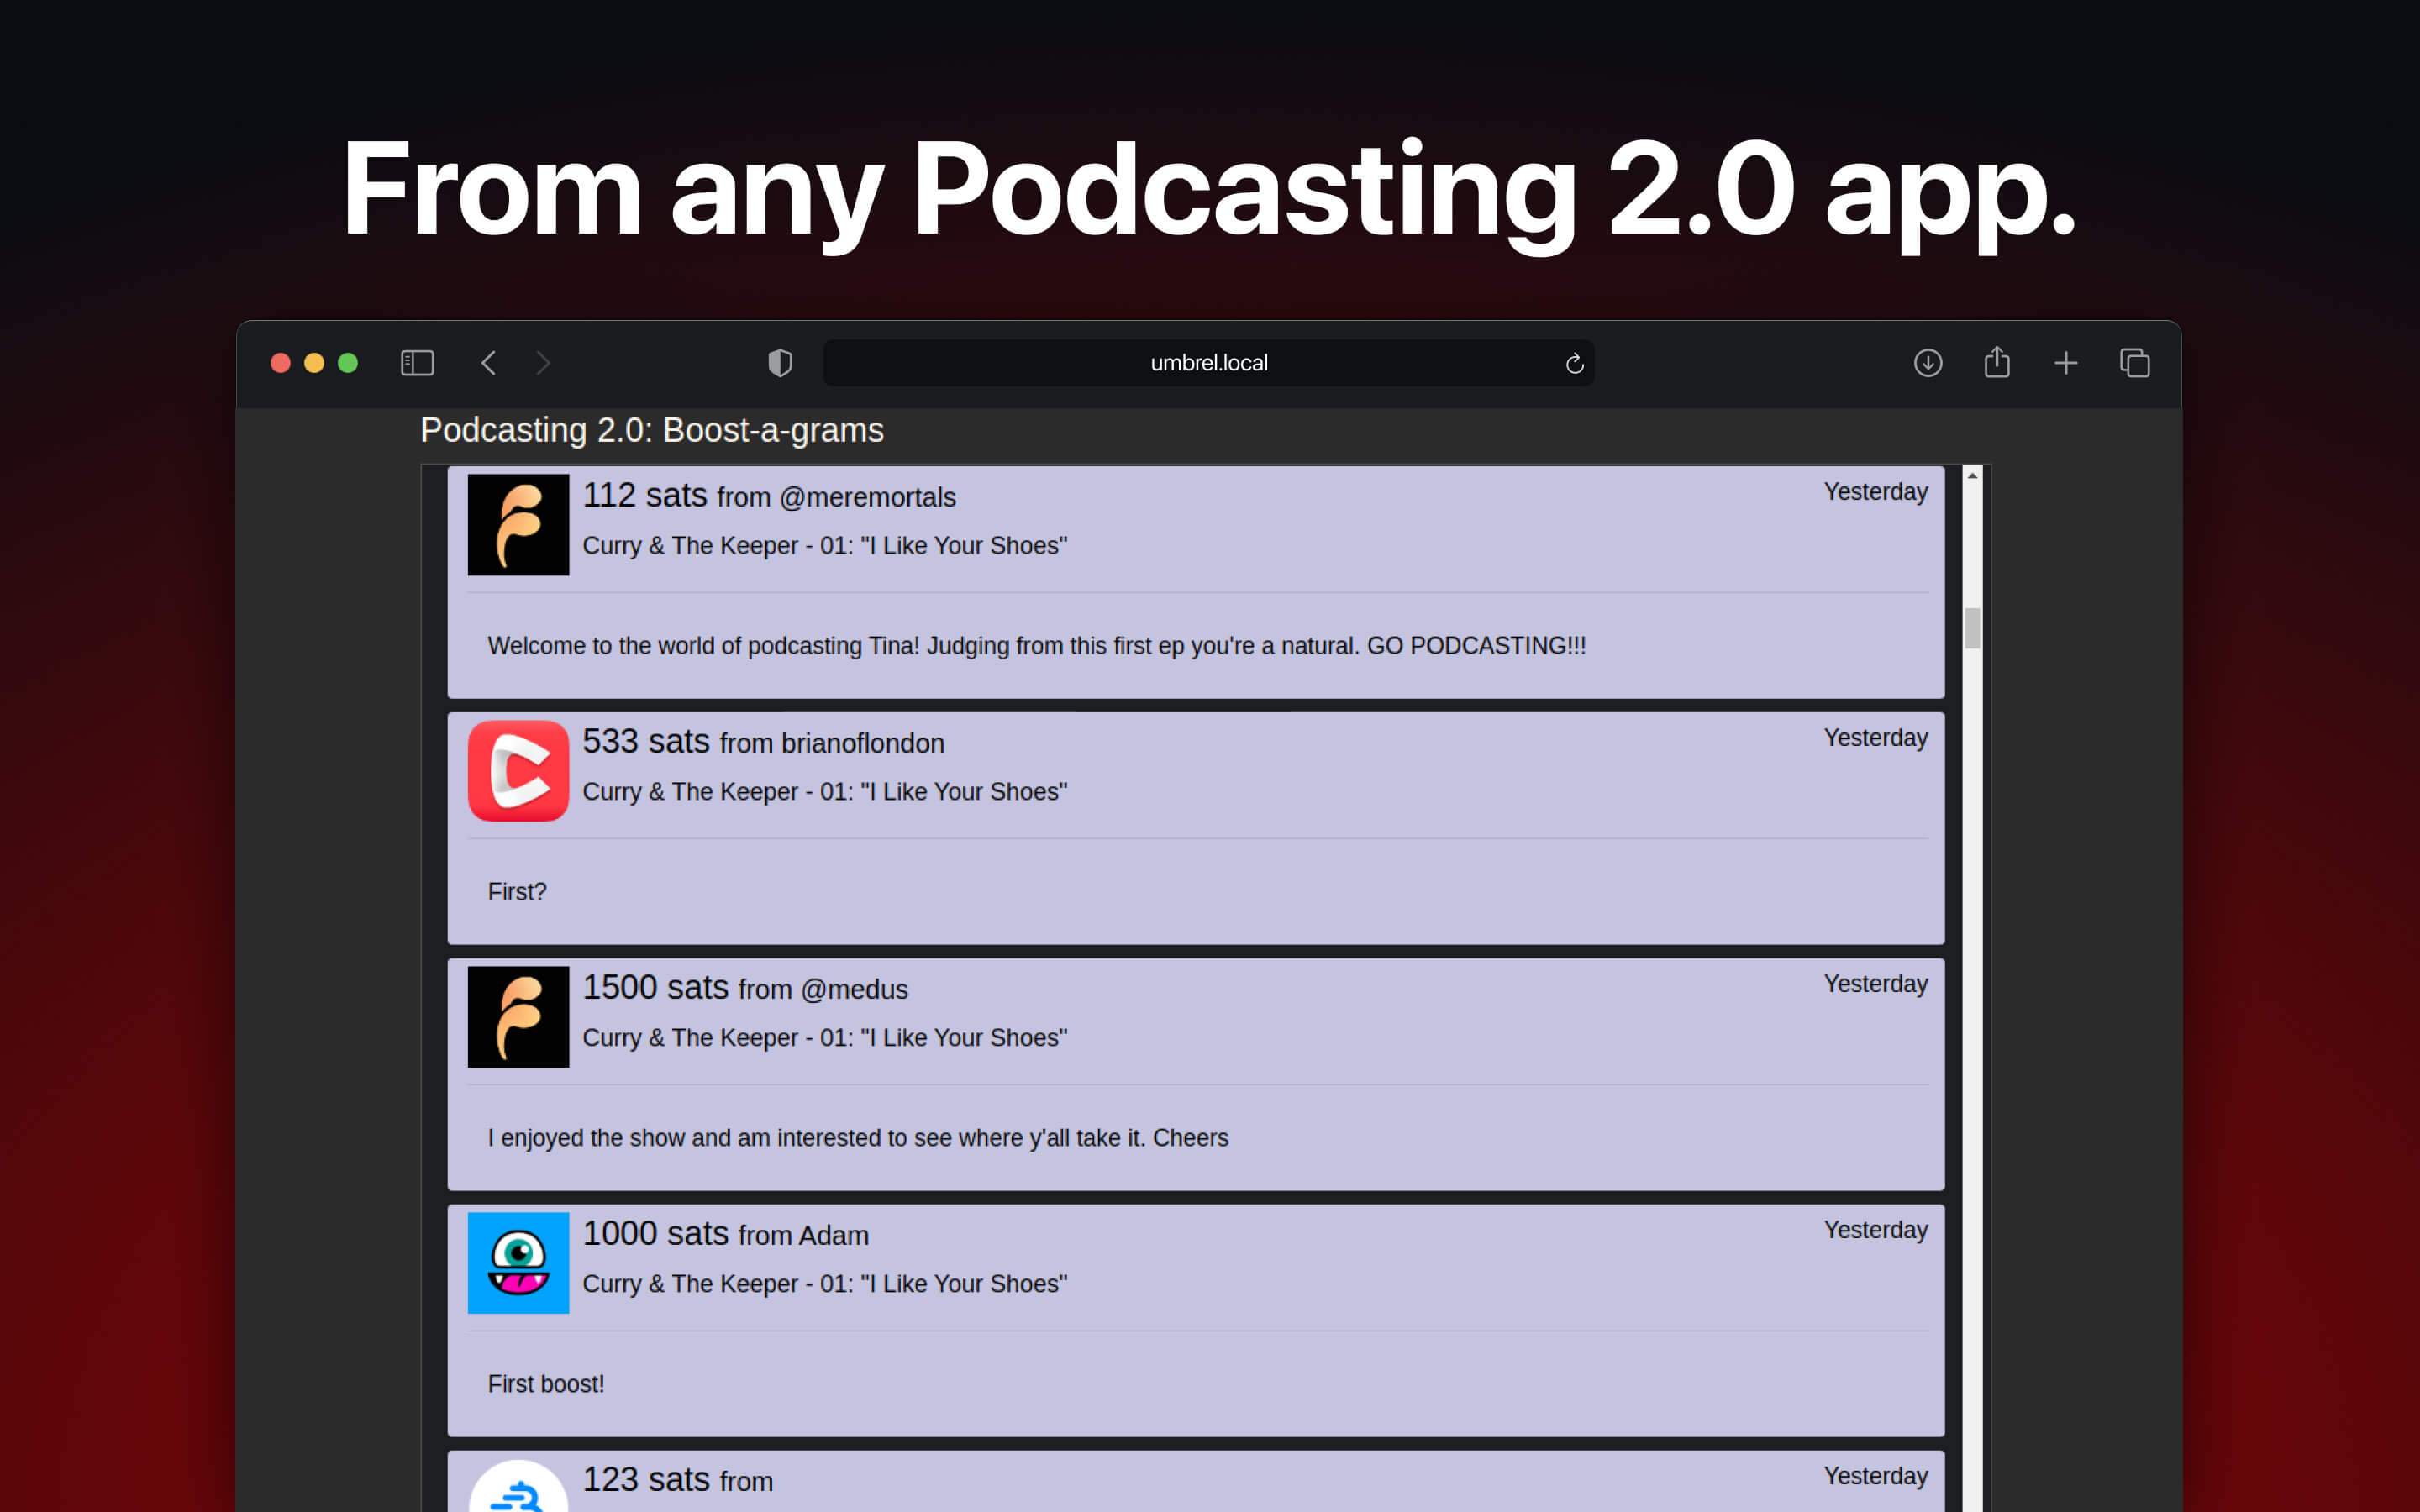 From any Podcasting 2.0 app.
umbrel.local
Podcasting 2.0: Boost-a-grams
112 sats from @meremortals
Yesterday
Curry & The Keeper - 01: "I Like Your Shoes"
Welcome to the world of podcasting Tina! Judging from this first ep you're a natural. GO PODCASTING!!!
533 sats from brianoflondon
Yesterday
Curry & The Keeper - 01: "I Like Your Shoes"
First?
1500 sats from @medus
Yesterday
Curry & The Keeper - 01: "I Like Your Shoes"
I enjoyed the show and am interested to see where y'all take it. Cheers
1000 sats from Adam
Yesterday
Curry & The Keeper - 01: "I Like Your Shoes"
First boost!
123 sats from
Yesterday